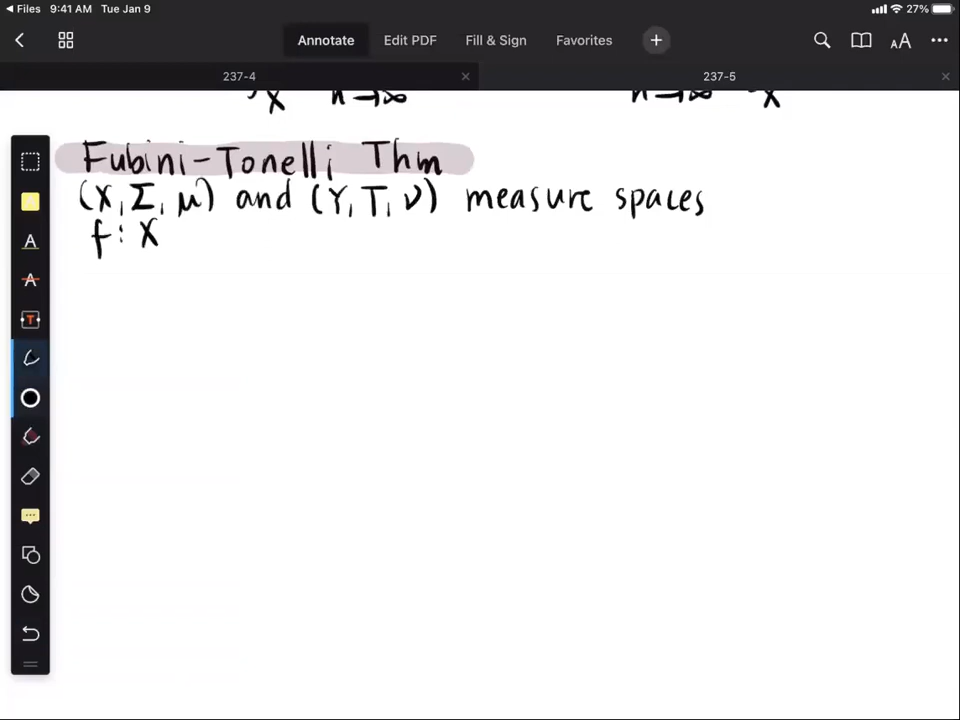 Files 9:41 AM Tue Jan 9 27%
Annotate Edit PDF Fill & Sign Favorites AA
237-4 237-5
X n→∞ n→∞ X
Fubini-Tonelli Thm
(X, Σ, μ) and (Y, T, ν) measure spaces
f: X